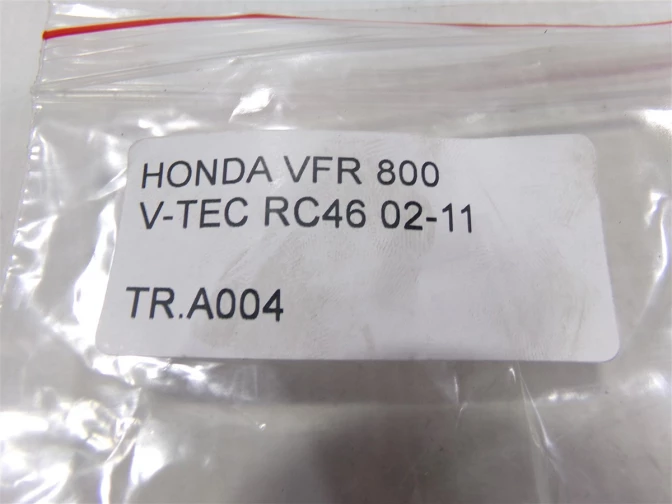 HONDA VFR 800
V-TEC RC46 02-11
TR.A004